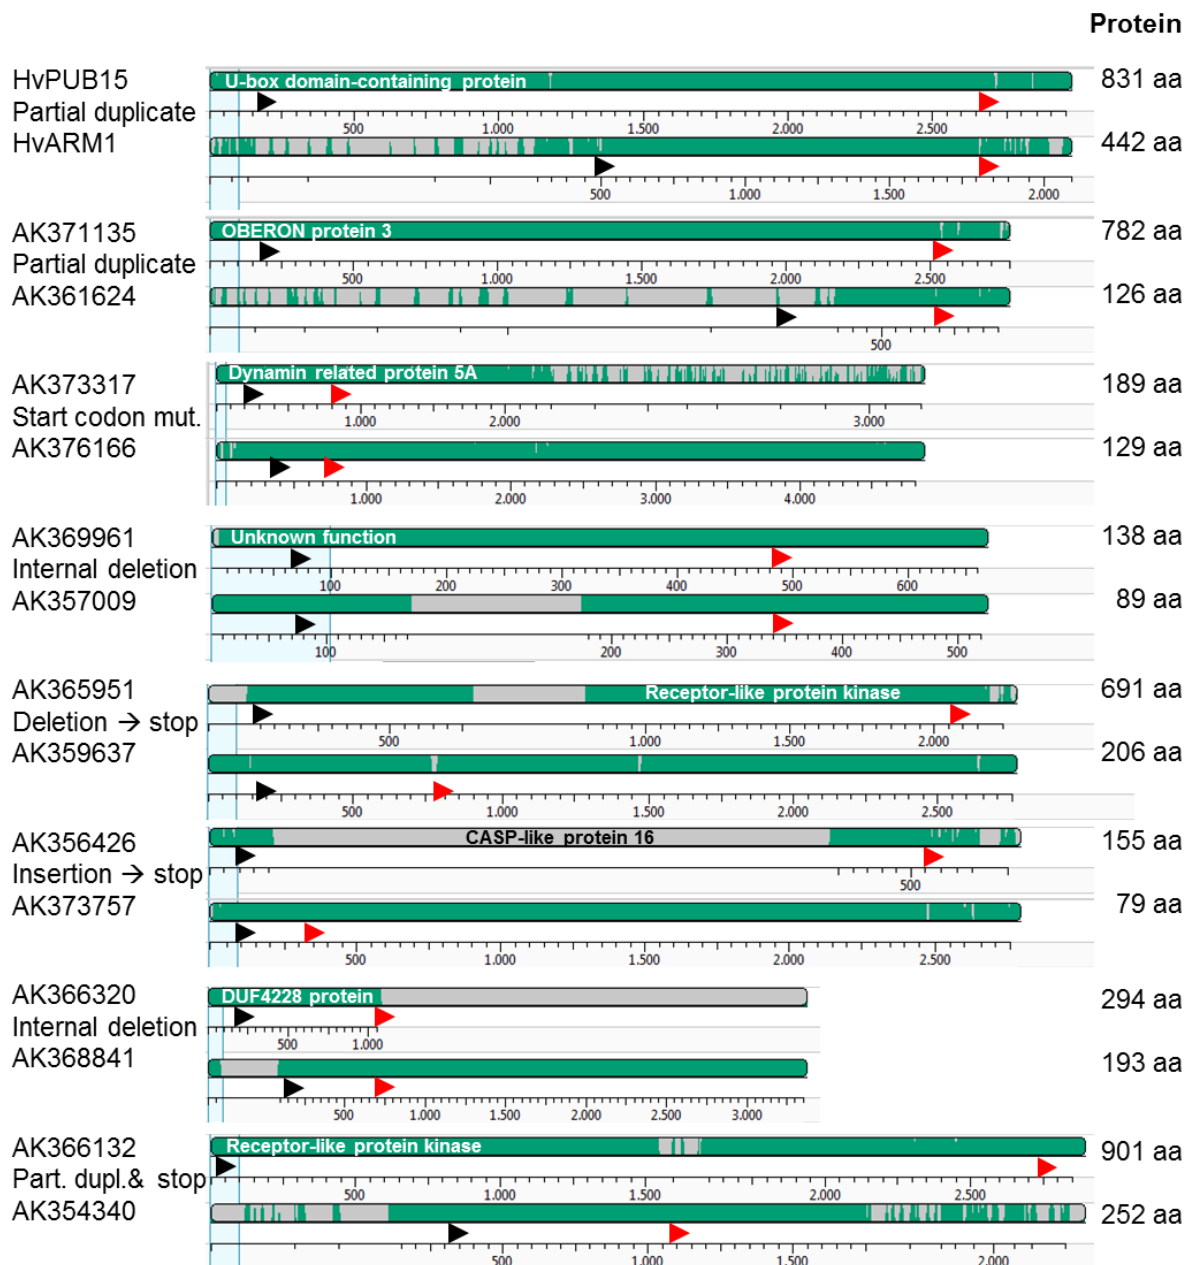 Protein
HvPUB15
U-box domain-containing protein
831 aa
Partial duplicate
500 1.000 1.500 2.000 2.500
HvARM1
442 aa
500 1.000 1.500 2.000
AK371135
OBERON protein 3
782 aa
Partial duplicate
500 1.000 1.500 2.000 2.500
AK361624
126 aa
500
AK373317
Dynamin related protein 5A
189 aa
Start codon mut.
1.000 2.000 3.000
AK376166
129 aa
1.000 2.000 3.000 4.000
AK369961
Unknown function
138 aa
Internal deletion
100 200 300 400 500 600
AK357009
89 aa
100 200 300 400 500
AK365951
Receptor-like protein kinase
691 aa
Deletion → stop
500 1.000 1.500 2.000
AK359637
206 aa
500 1.000 1.500 2.000 2.500
AK356426
CASP-like protein 16
155 aa
Insertion → stop
500
AK373757
79 aa
500 1.000 1.500 2.000 2.500
AK366320
DUF4228 protein
294 aa
Internal deletion
500 1.000
AK368841
193 aa
500 1.000 1.500 2.000 2.500 3.000
AK366132
Receptor-like protein kinase
901 aa
Part. dupl.& stop
500 1.000 1.500 2.000 2.500
AK354340
252 aa
500 1.000 1.500 2.000